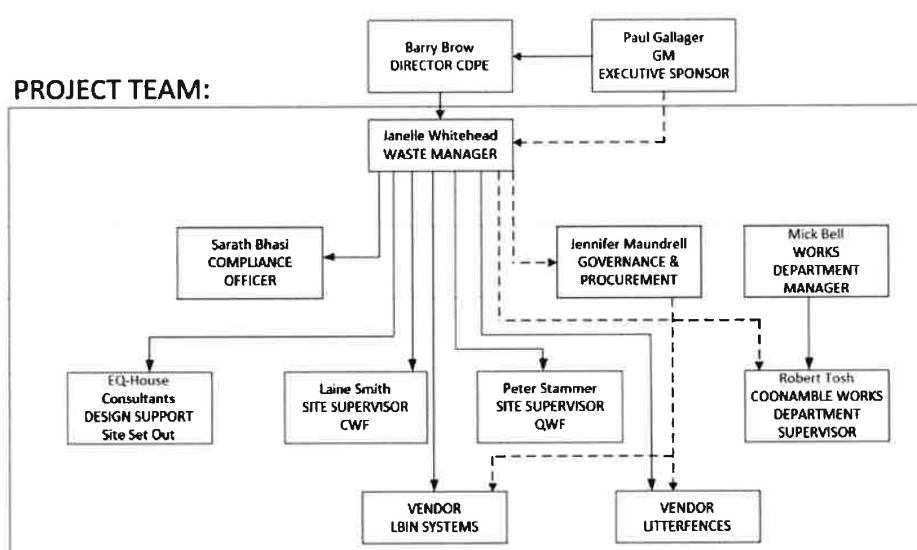 Barry Brow
DIRECTOR CDPE
Paul Gallager
GM
EXECUTIVE SPONSOR
PROJECT TEAM:
Janelle Whitehead
WASTE MANAGER
Sarath Bhasi
COMPLIANCE
OFFICER
Jennifer Maundrell
GOVERNANCE &
PROCUREMENT
Mick Bell
WORKS
DEPARTMENT
MANAGER
EQ-House
Consultants
DESIGN SUPPORT
Site Set Out
Laine Smith
SITE SUPERVISOR
CWF
Peter Stammer
SITE SUPERVISOR
QWF
Robert Tosh
COONAMBLE WORKS
DEPARTMENT
SUPERVISOR
VENDOR
LBIN SYSTEMS
VENDOR
LITTERFENCES